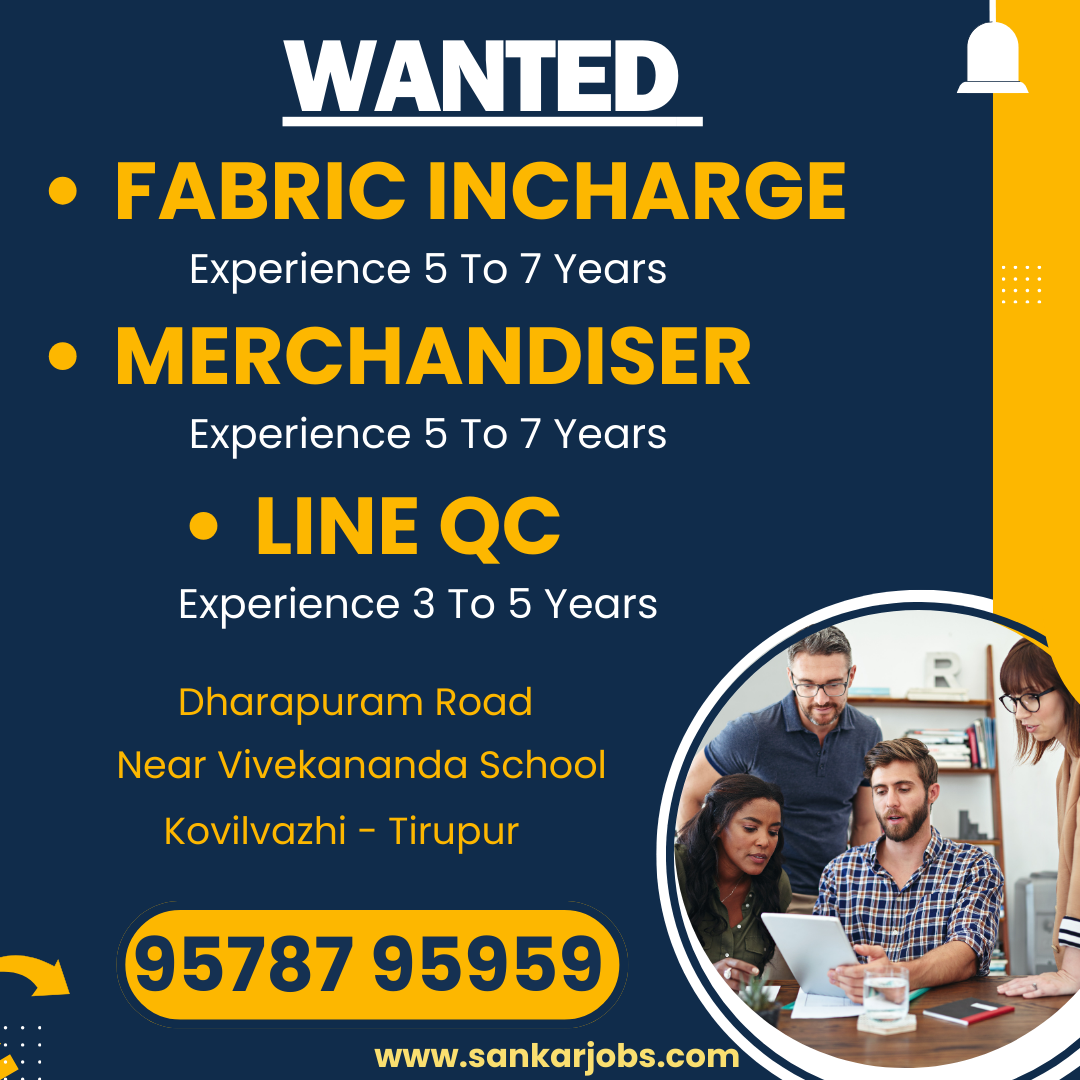 WANTED
• FABRIC INCHARGE
Experience 5 To 7 Years
• MERCHANDISER
Experience 5 To 7 Years
• LINE QC
Experience 3 To 5 Years
Dharapuram Road
Near Vivekananda School
Kovilvazhi - Tirupur
95787 95959
www.sankarjobs.com
R